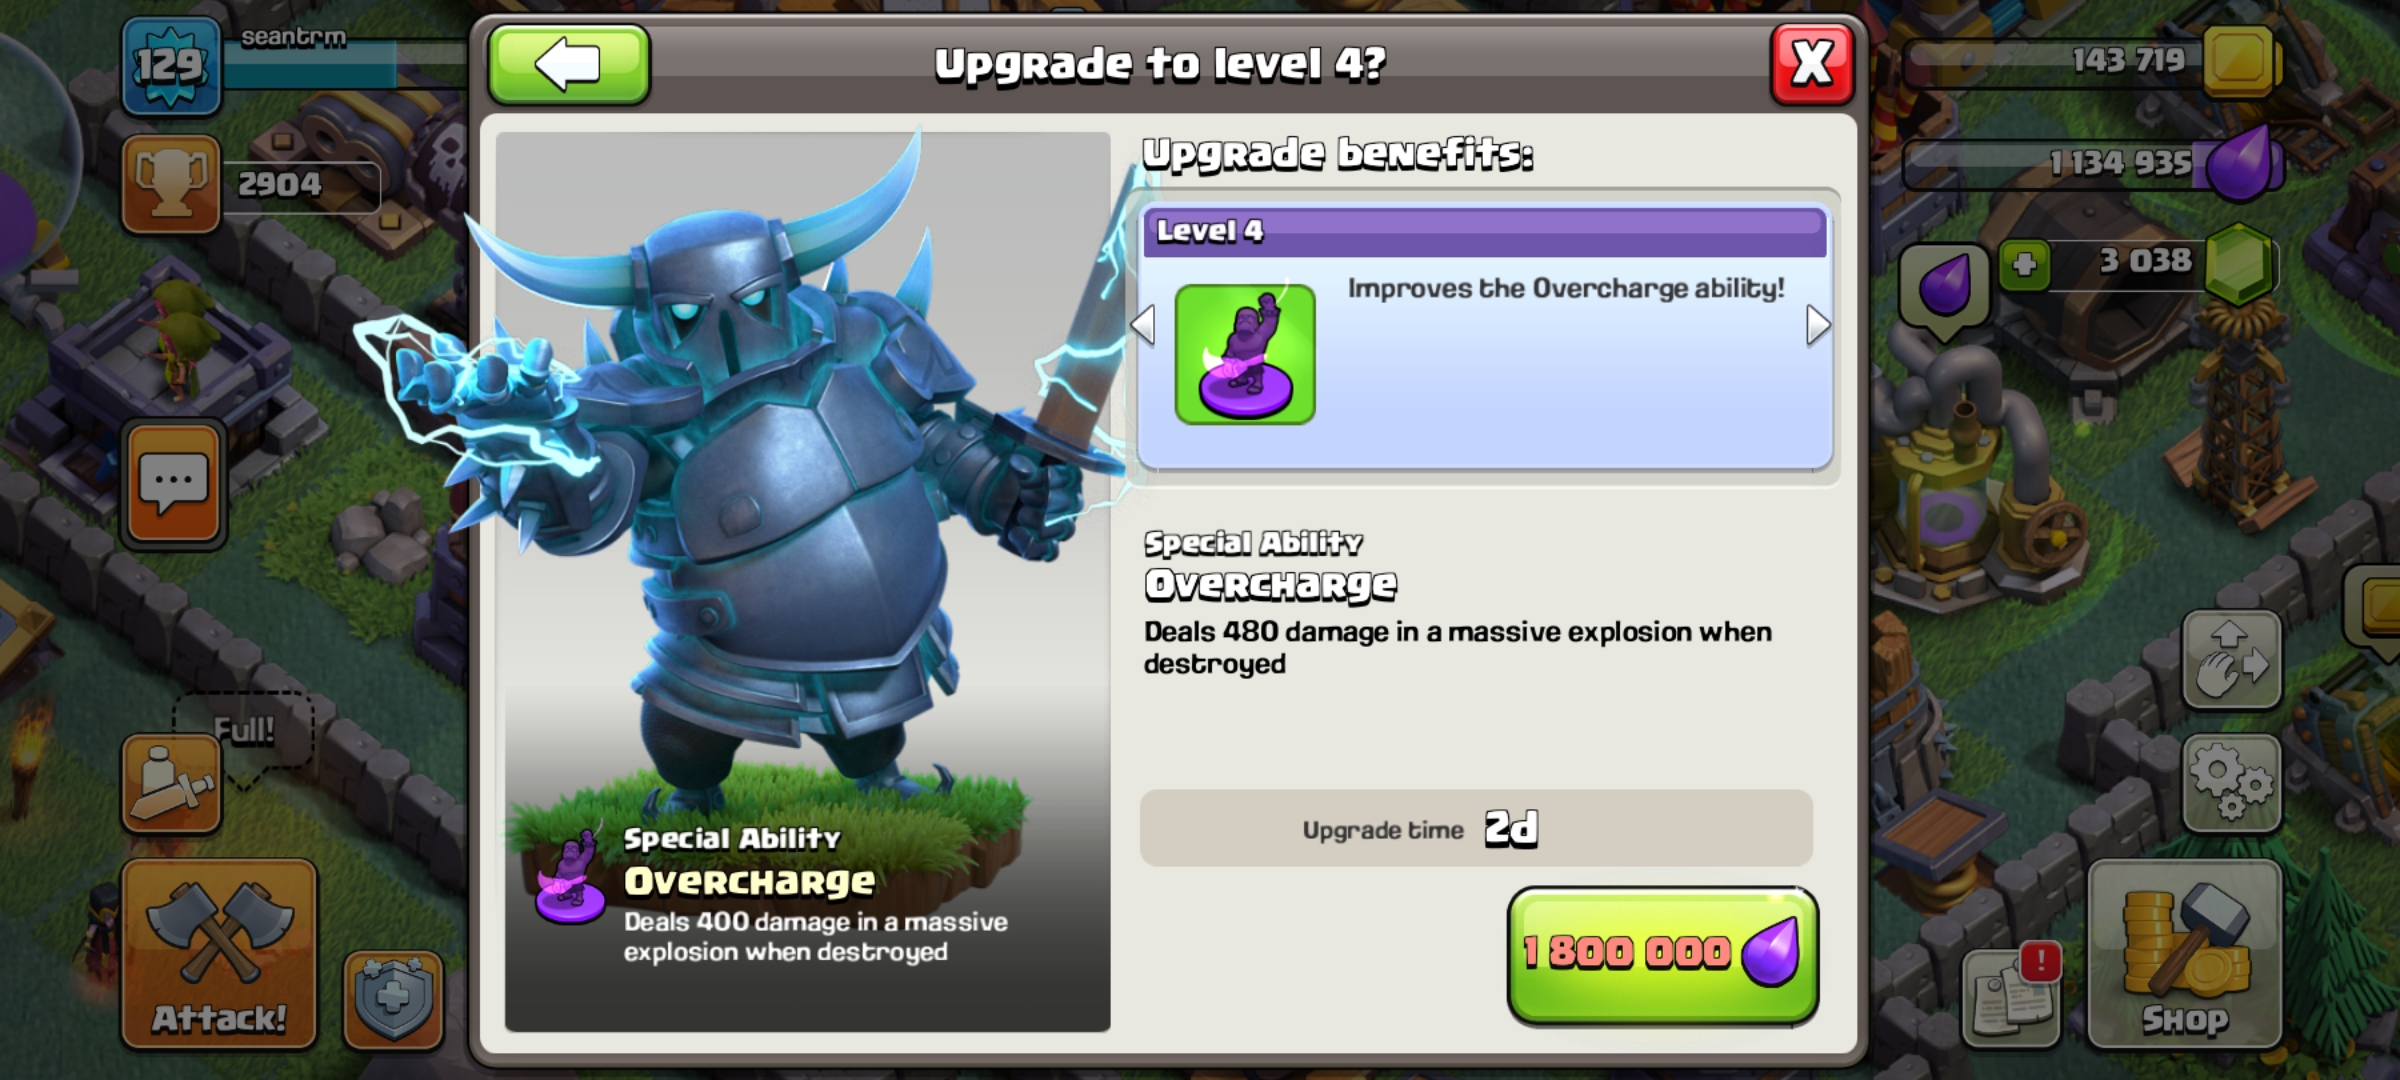 129
seantrm
Upgrade to level 4?
X
143 719
2904
Upgrade benefits:
1 134 935
Level 4
Improves the Overcharge ability!
3 038
Special Ability
Overcharge
Deals 480 damage in a massive explosion when
destroyed
Full!
Upgrade time 2d
Special Ability
Overcharge
Deals 400 damage in a massive
explosion when destroyed
1 800 000
!
Attack!
Shop